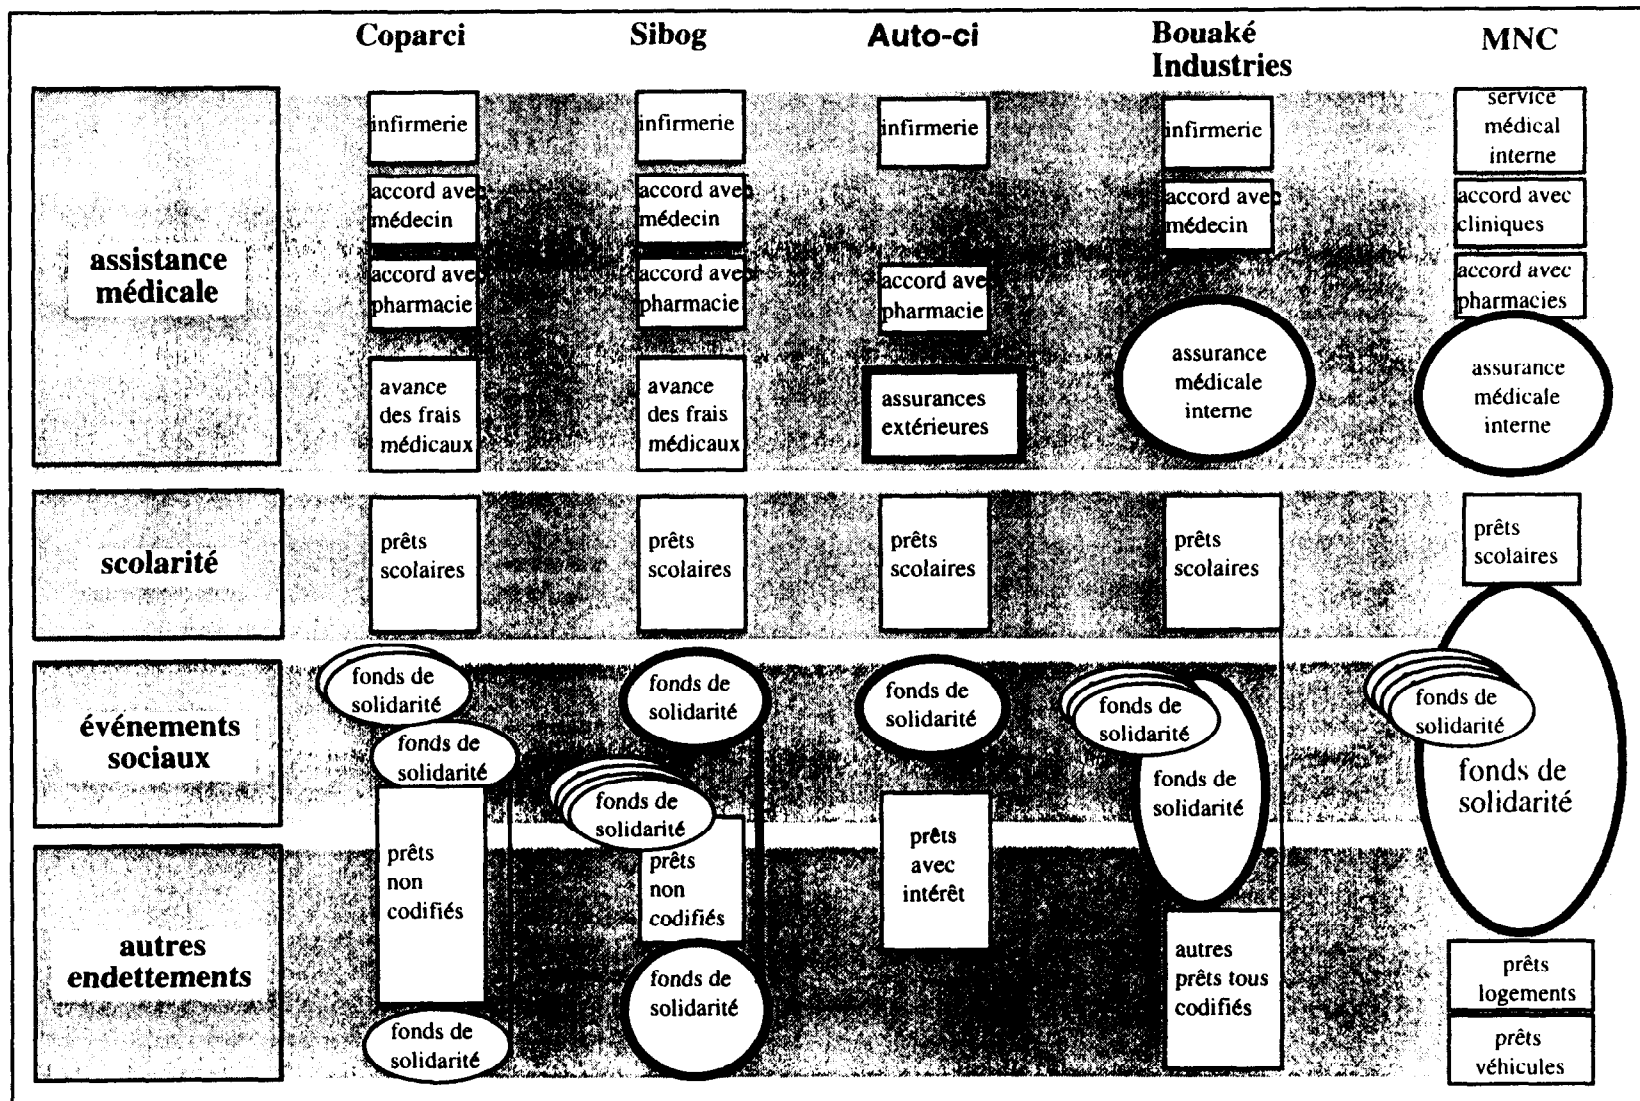 Coparci
Sibog
Auto-ci
Bouaké
Industries
MNC
assistance
médicale
infirmerie
accord avec
médecin
accord avec
pharmacie
avance
des frais
médicaux
infirmerie
accord avec
médecin
accord avec
pharmacie
avance
des frais
médicaux
infirmerie
accord avec
pharmacie
assurances
extérieures
infirmerie
accord avec
médecin
assurance
médicale
interne
service
médical
interne
accord avec
cliniques
accord avec
pharmacies
assurance
médicale
interne
scolarité
prêts
scolaires
prêts
scolaires
prêts
scolaires
prêts
scolaires
prêts
scolaires
événements
sociaux
fonds de
solidarité
fonds de
solidarité
fonds de
solidarité
fonds de
solidarité
fonds de
solidarité
fonds de
solidarité
fonds de
solidarité
fonds de
solidarité
fonds de
solidarité
autres
endettements
prêts
non
codifiés
fonds de
solidarité
prêts
non
codifiés
fonds de
solidarité
prêts
avec
intérêt
autres
prêts tous
codifiés
prêts
logements
prêts
véhicules